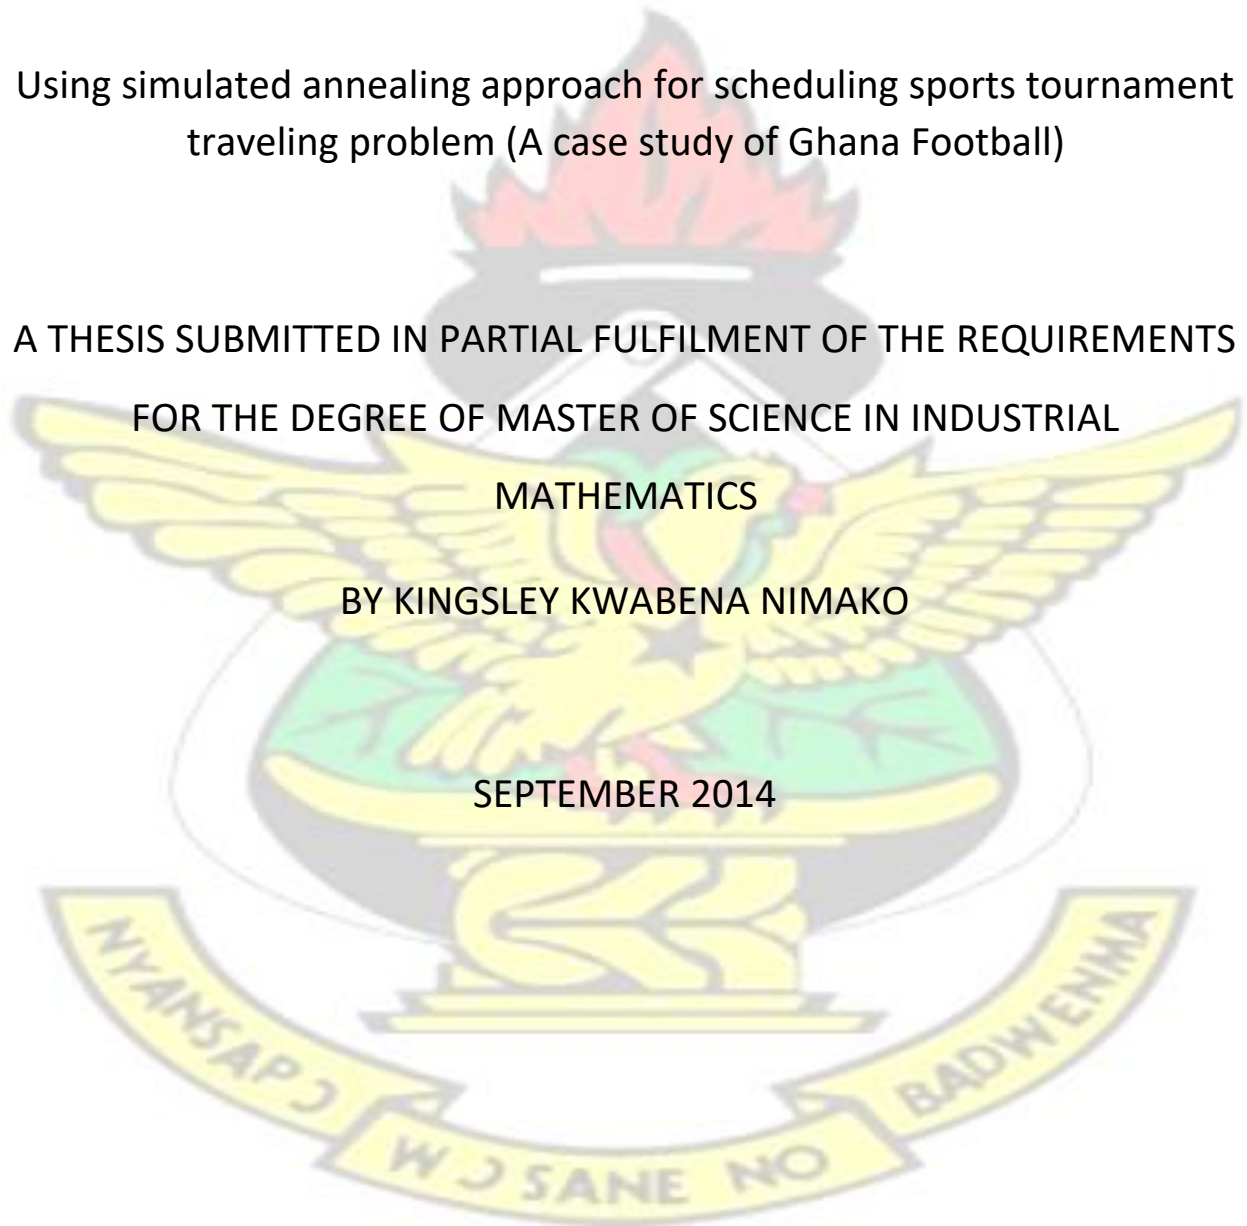 Using simulated annealing approach for scheduling sports tournament
traveling problem (A case study of Ghana Football)
A THESIS SUBMITTED IN PARTIAL FULFILMENT OF THE REQUIREMENTS
FOR THE DEGREE OF MASTER OF SCIENCE IN INDUSTRIAL
MATHEMATICS
BY KINGSLEY KWABENA NIMAKO
SEPTEMBER 2014
NYANSAPƆ
WƆSANE NO
BADWENMA